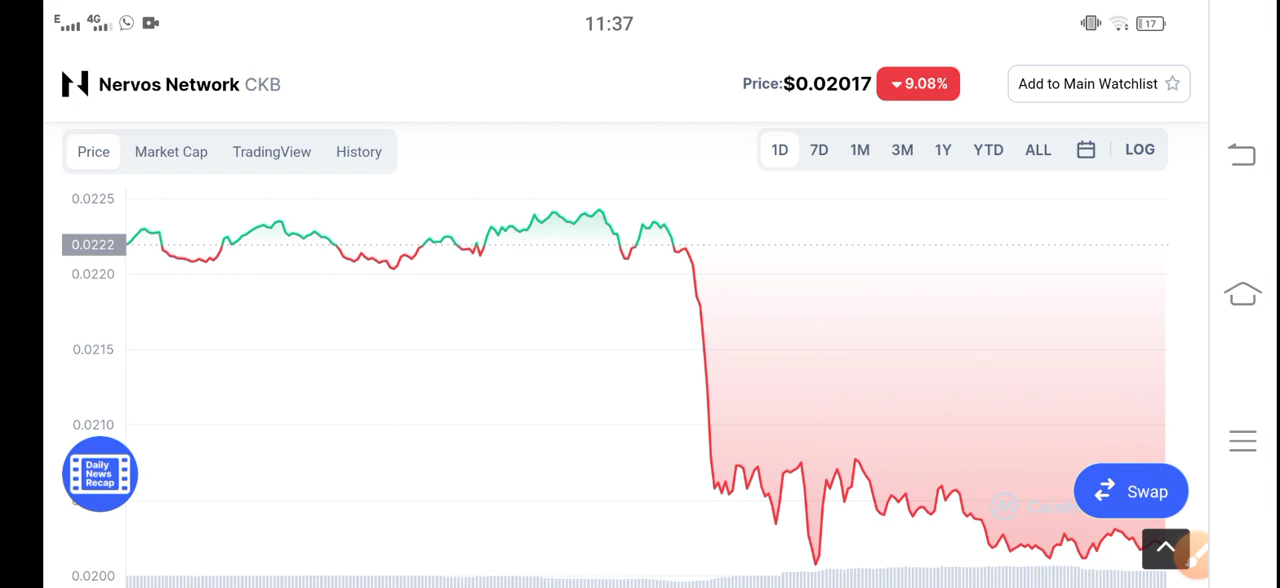 E 4G 11:37 17
Nervos Network CKB Price:$0.02017 9.08% Add to Main Watchlist
Price Market Cap TradingView History 1D 7D 1M 3M 1Y YTD ALL LOG
0.0225
0.0222
0.0220
0.0215
0.0210
Daily
News
Recap
Swap
0.0200